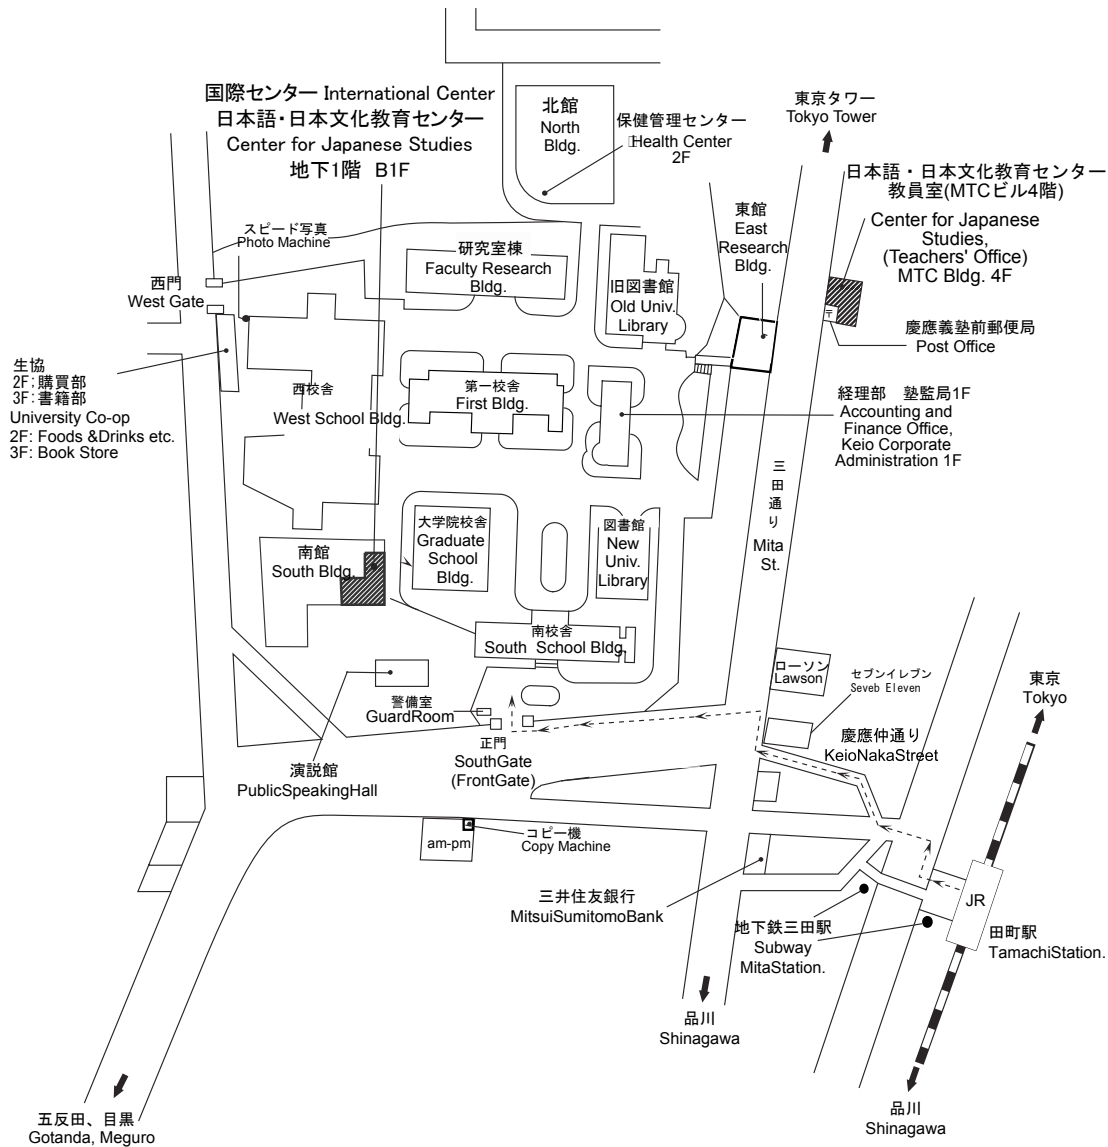 国際センター International Center
日本語・日本文化教育センター
Center for Japanese Studies
地下1階 B1F
北館
North
Bldg.
保健管理センター
Health Center
2F
東京タワー
Tokyo Tower
日本語・日本文化教育センター
教員室(MTCビル4階)
Center for Japanese
Studies,
(Teachers' Office)
MTC Bldg. 4F
東館
East
Research
Bldg.
スピード写真
Photo Machine
研究室棟
Faculty Research
Bldg.
旧図書館
Old Univ.
Library
西門
West Gate
〒
慶應義塾前郵便局
Post Office
生協
2F:購買部
3F:書籍部
University Co-op
2F: Foods &Drinks etc.
3F: Book Store
西校舎
West School Bldg.
第一校舎
First Bldg.
経理部 塾監局1F
Accounting and
Finance Office,
Keio Corporate
Administration 1F
三田通り
Mita
St.
大学院校舎
Graduate
School
Bldg.
図書館
New
Univ.
Library
南館
South Bldg.
南校舎
South School Bldg.
ローソン
Lawson
セブンイレブン
Seveb Eleven
東京
Tokyo
警備室
GuardRoom
正門
SouthGate
(FrontGate)
慶應仲通り
KeioNakaStreet
演説館
PublicSpeakingHall
am-pm
コピー機
Copy Machine
三井住友銀行
MitsuiSumitomoBank
JR
地下鉄三田駅
Subway
MitaStation.
田町駅
TamachiStation.
品川
Shinagawa
五反田、目黒
Gotanda, Meguro
品川
Shinagawa